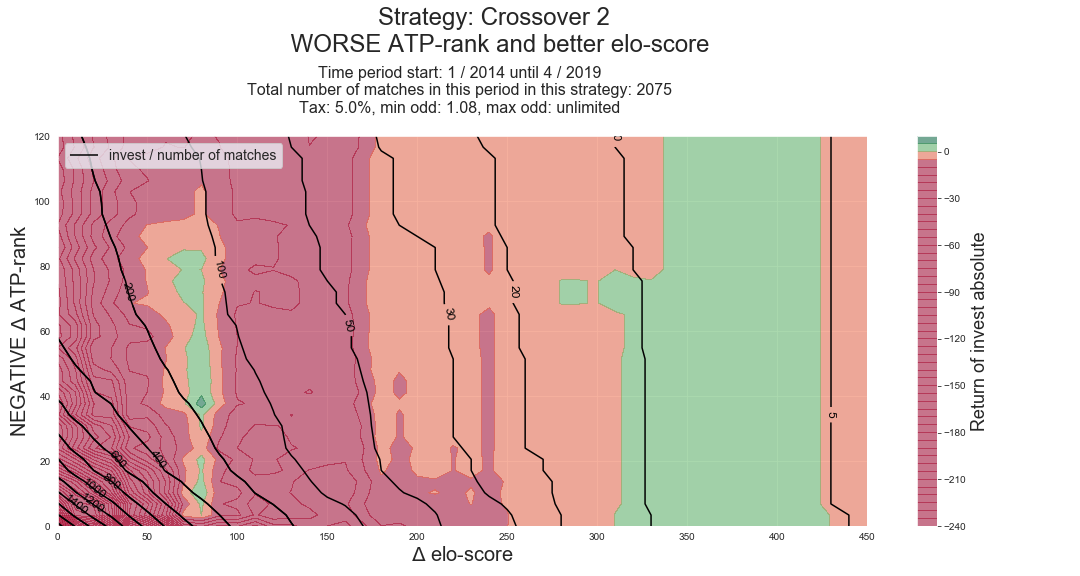 Strategy: Crossover 2
WORSE ATP-rank and better elo-score
Time period start: 1 / 2014 until 4 / 2019
Total number of matches in this period in this strategy: 2075
Tax: 5.0%, min odd: 1.08, max odd: unlimited
invest / number of matches
NEGATIVE Δ ATP-rank
120
100
80
60
40
20
0
0 50 100 150 200 250 300 350 400 450
Δ elo-score
200
100
50
30
20
5
400
600
800
1000
1200
1400
0
−30
−60
−90
−120
−150
−180
−210
−240
Return of invest absolute